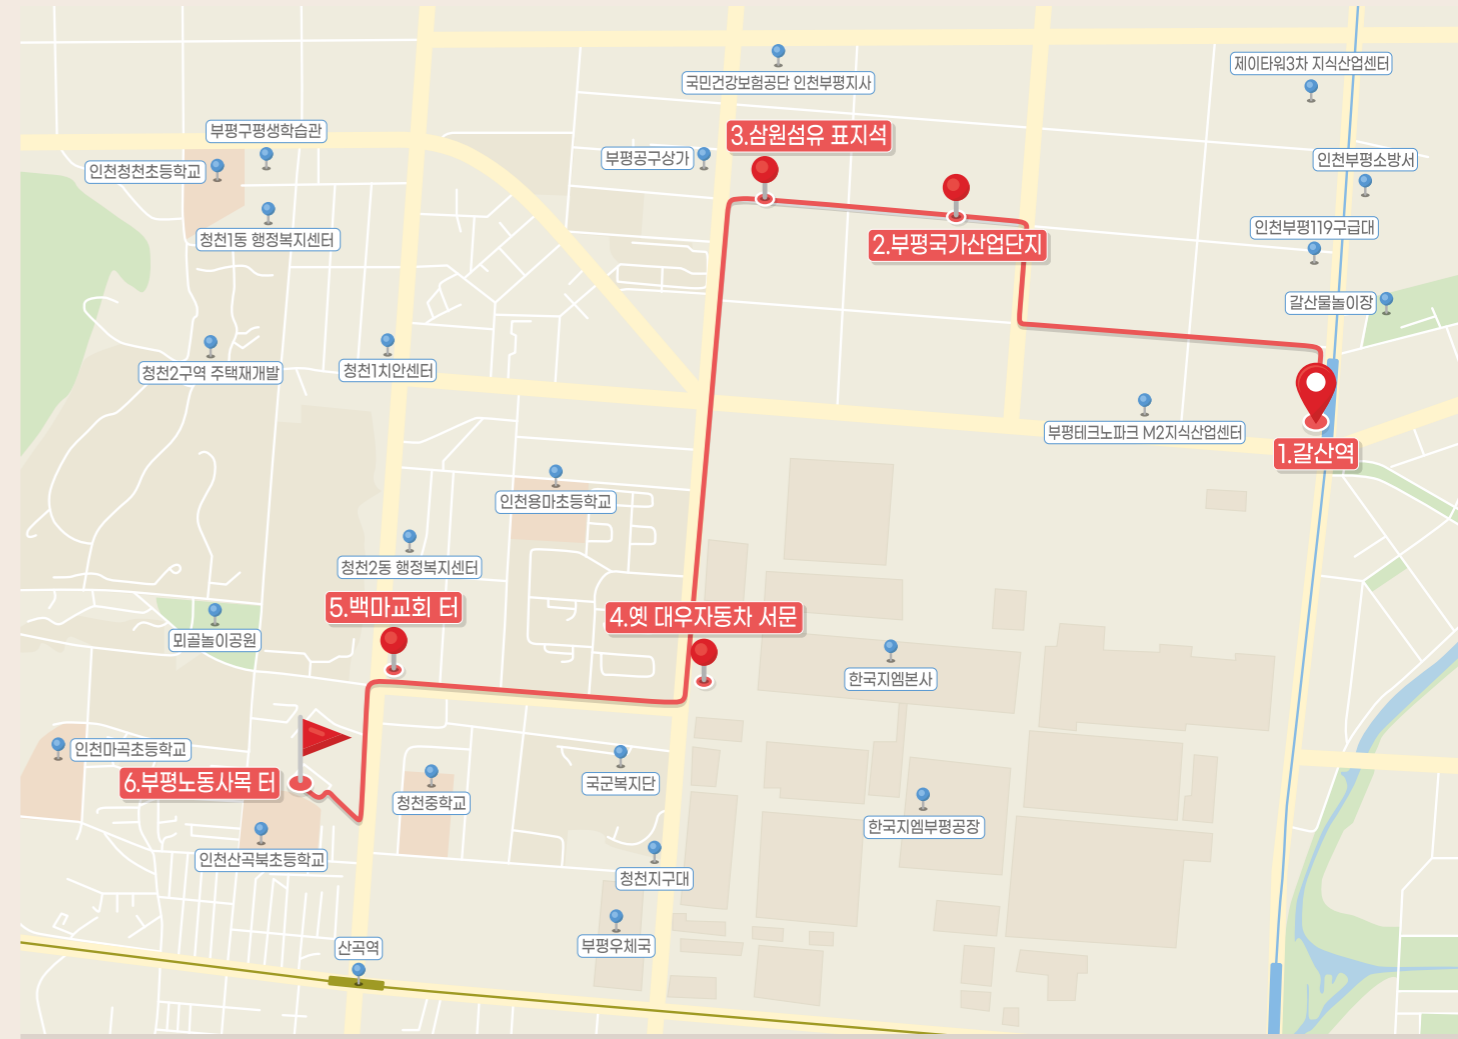 국민건강보험공단 인천부평지사
제이타워3차 지식산업센터
부평구평생학습관
3.삼원섬유 표지석
부평공구상가
인천부평소방서
인천청천초등학교
인천부평119구급대
청천1동 행정복지센터
2.부평국가산업단지
갈산물놀이장
청천2구역 주택재개발
청천1치안센터
부평테크노파크 M2지식산업센터
1.갈산역
인천용마초등학교
청천2동 행정복지센터
5.백마교회 터
4.옛 대우자동차 서문
뫼골놀이공원
한국지엠본사
인천마곡초등학교
6.부평노동사목 터
국군복지단
청천중학교
한국지엠부평공장
인천산곡북초등학교
청천지구대
산곡역
부평우체국